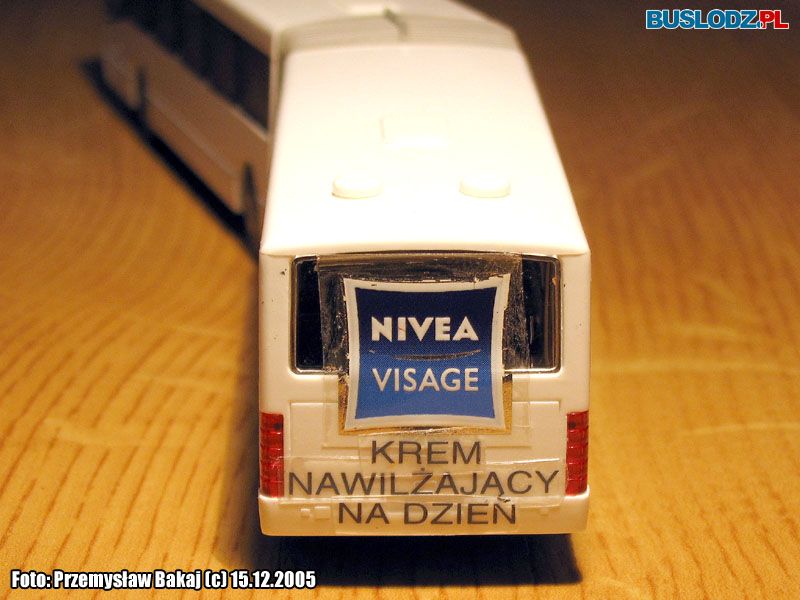 BUSLODZ.PL
NIVEA
VISAGE
KREM
NAWILŻAJĄCY
NA DZIEŃ
Foto: Przemysław Bakaj (c) 15.12.2005